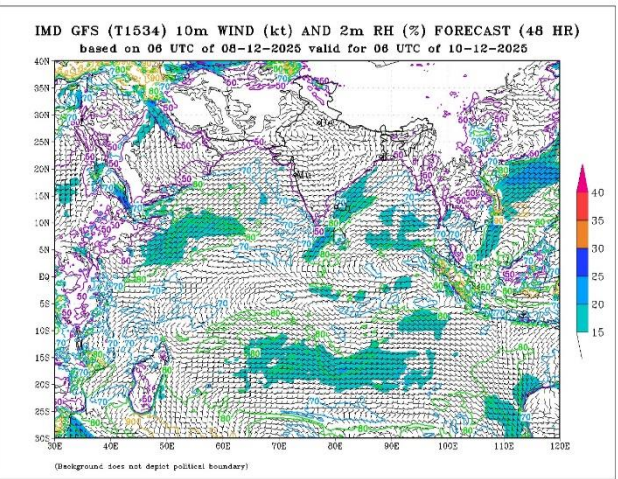 IMD GFS (T1534) 10m WIND (kt) AND 2m RH (%) FORECAST (48 HR)
based on 06 UTC of 08-12-2025 valid for 06 UTC of 10-12-2025
40N
35N
30N
25N
20N
15N
10N
5N
EQ
5S
10S
15S
20S
25S
30S
30E 40E 50E 60E 70E 80E 90E 100E 110E 120E
40
35
30
25
20
15
(Background does not depict political boundary)